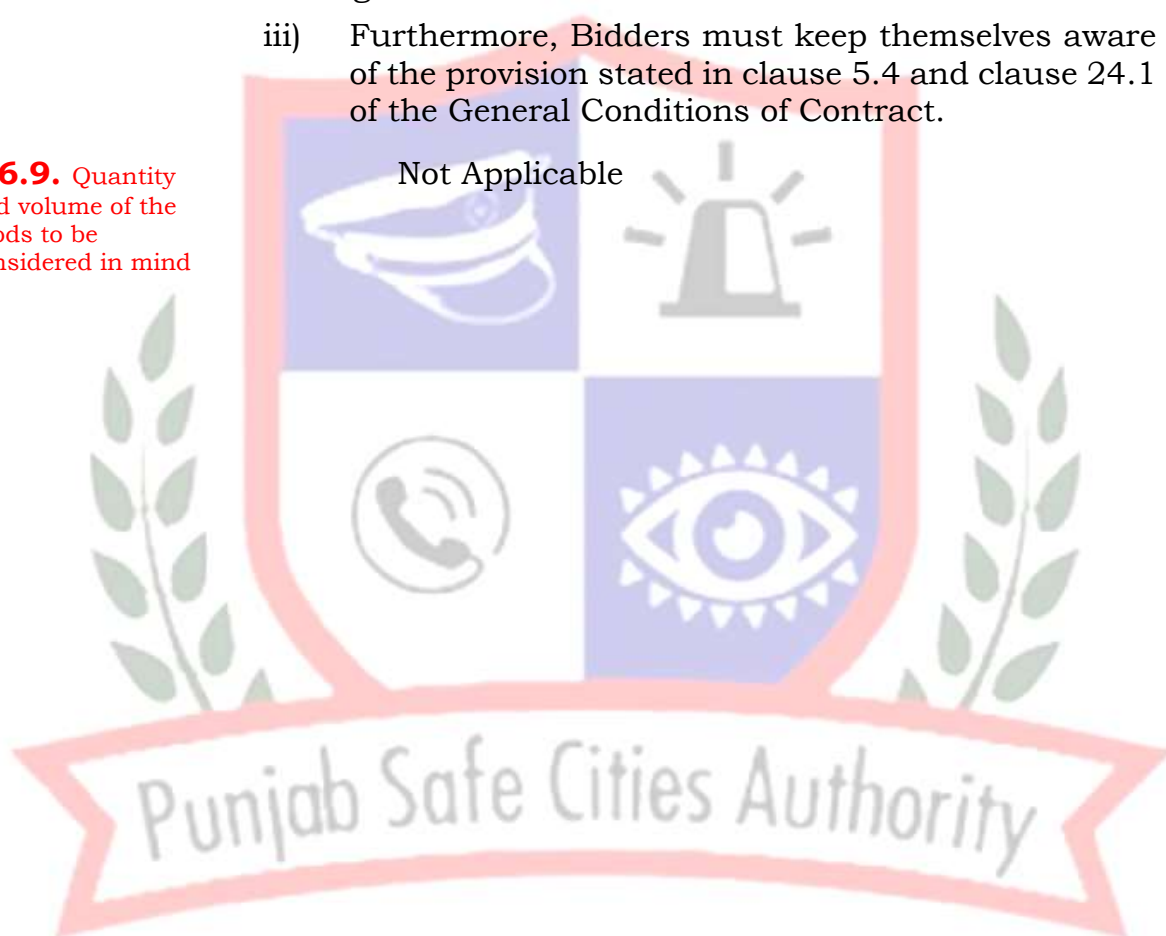 iii) Furthermore, Bidders must keep themselves aware
of the provision stated in clause 5.4 and clause 24.1
of the General Conditions of Contract.
6.9. Quantity
volume of the
to be
in mind
Not Applicable
Punjab Safe Cities Authority